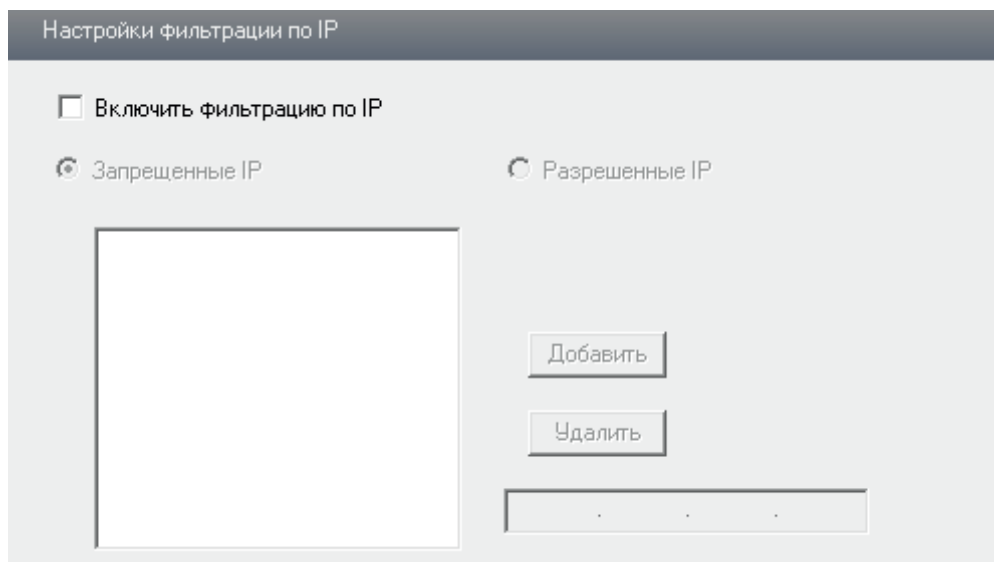 Настройки фильтрации по IP
Включить фильтрацию по IP
Запрещенные IP
Разрешенные IP
Добавить
Удалить
. . .